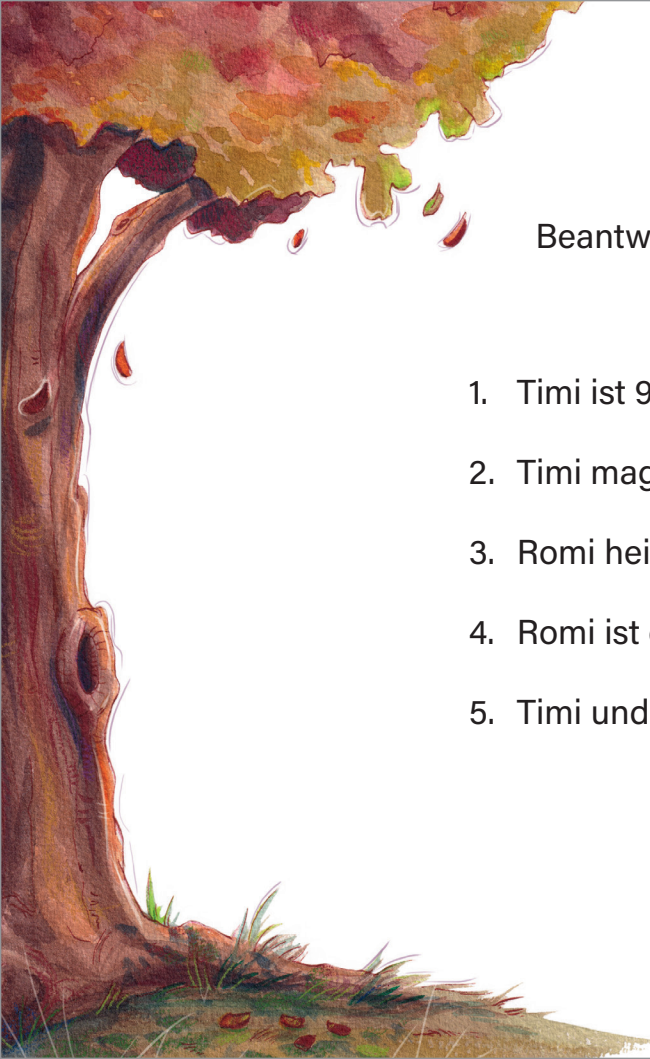 Beantw
1. Timi ist 9
2. Timi mag
3. Romi hei
4. Romi ist
5. Timi und